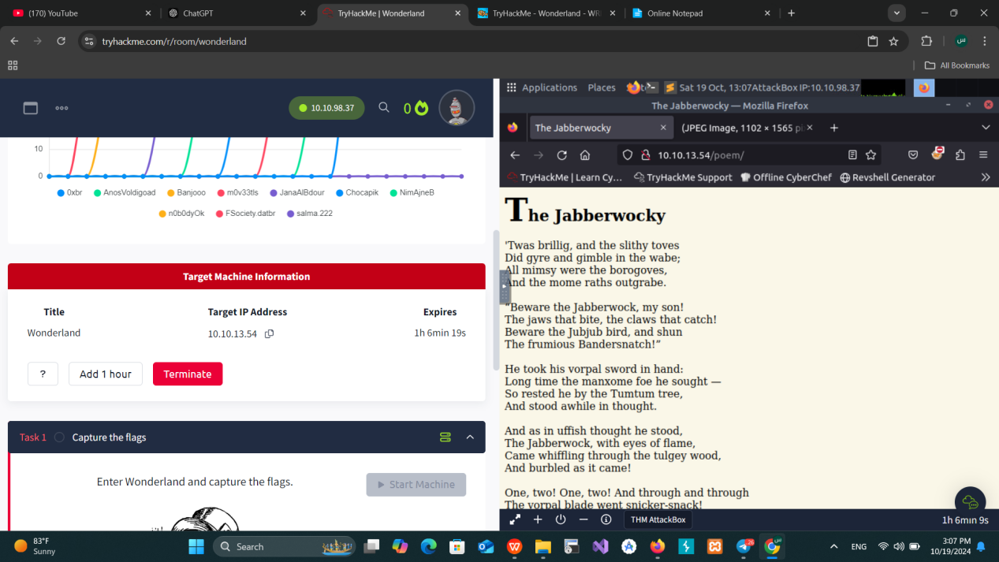 (170) YouTube
ChatGPT
TryHackMe | Wonderland
TryHackMe - Wonderland - WR
Online Notepad
tryhackme.com/r/room/wonderland
س
All Bookmarks
10.10.98.37
0
10
0
0xbr
AnosVoldigoad
Banjooo
m0v33tls
JanaAlBdour
Chocapik
NimAjneB
n0b0dyOk
FSociety.datbr
salma.222
Target Machine Information
Title
Target IP Address
Expires
Wonderland
10.10.13.54
1h 6min 19s
?
Add 1 hour
Terminate
Task 1
Capture the flags
Enter Wonderland and capture the flags.
Start Machine
Applications
Places
Sat 19 Oct, 13:07
AttackBox IP:10.10.98.37
The Jabberwocky — Mozilla Firefox
The Jabberwocky
(JPEG Image, 1102 × 1565 pi
10.10.13.54/poem/
TryHackMe | Learn Cy...
TryHackMe Support
Offline CyberChef
Revshell Generator
The Jabberwocky
'Twas brillig, and the slithy toves
Did gyre and gimble in the wabe;
All mimsy were the borogoves,
And the mome raths outgrabe.
“Beware the Jabberwock, my son!
The jaws that bite, the claws that catch!
Beware the Jubjub bird, and shun
The frumious Bandersnatch!”
He took his vorpal sword in hand:
Long time the manxome foe he sought —
So rested he by the Tumtum tree,
And stood awhile in thought.
And as in uffish thought he stood,
The Jabberwock, with eyes of flame,
Came whiffling through the tulgey wood,
And burbled as it came!
One, two! One, two! And through and through
The vorpal blade went snicker-snack!
THM AttackBox
1h 6min 9s
83°F
Sunny
Search
26
ENG
3:07 PM
10/19/2024